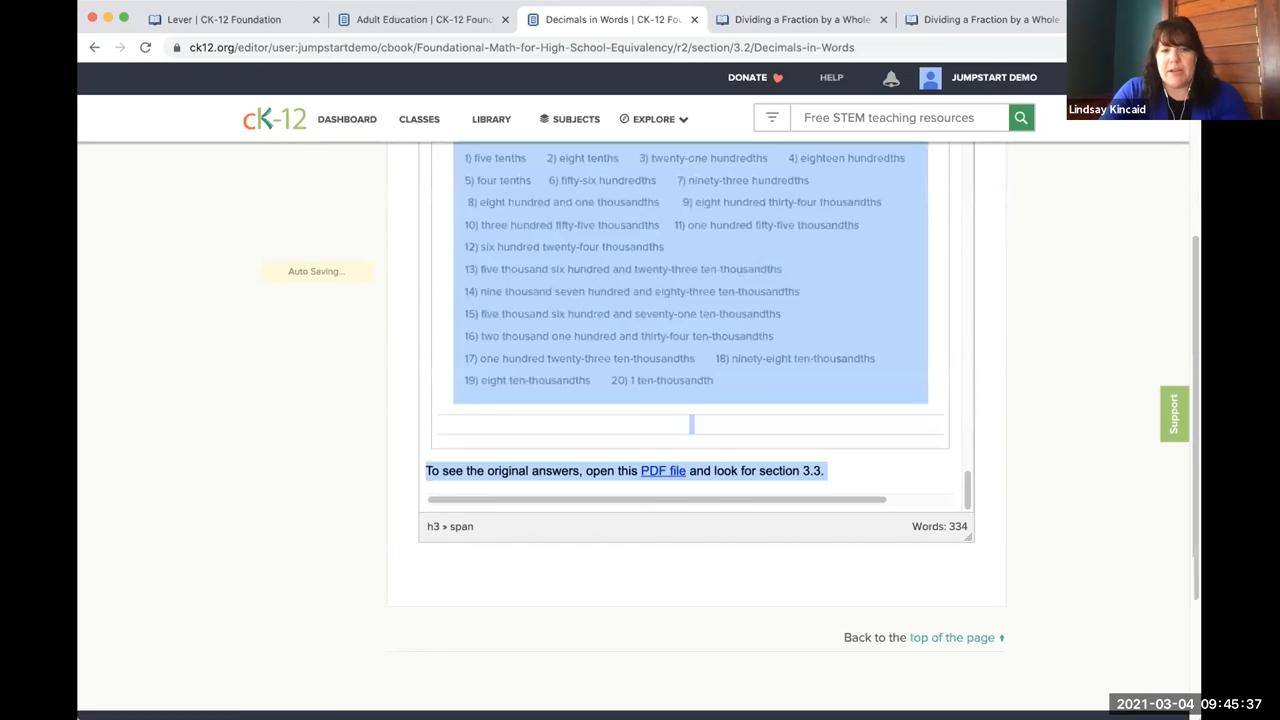 Lever | CK-12 Foundation
Adult Education | CK-12 Foun
Decimals in Words | CK-12 Fou
Dividing a Fraction by a Whole
Dividing a Fraction by a Whole
ck12.org/editor/user:jumpstartdemo/cbook/Foundational-Math-for-High-School-Equivalency/r2/section/3.2/Decimals-in-Words
DONATE
HELP
JUMPSTART DEMO
Lindsay Kincaid
cK-12
DASHBOARD
CLASSES
LIBRARY
SUBJECTS
EXPLORE
Free STEM teaching resources
1) five tenths 2) eight tenths 3) twenty-one hundredths 4) eighteen hundredths
5) four tenths 6) fifty-six hundredths 7) ninety-three hundredths
8) eight hundred and one thousandths 9) eight hundred thirty-four thousandths
10) three hundred fifty-five thousandths 11) one hundred fifty-five thousandths
12) six hundred twenty-four thousandths
Auto Saving...
13) five thousand six hundred and twenty-three ten-thousandths
14) nine thousand seven hundred and eighty-three ten-thousandths
15) five thousand six hundred and seventy-one ten-thousandths
16) two thousand one hundred and thirty-four ten-thousandths
17) one hundred twenty-three ten-thousandths 18) ninety-eight ten-thousandths
19) eight ten-thousandths 20) 1 ten-thousandth
Support
To see the original answers, open this PDF file and look for section 3.3.
h3 » span
Words: 334
Back to the top of the page
2021-03-04 09:45:37